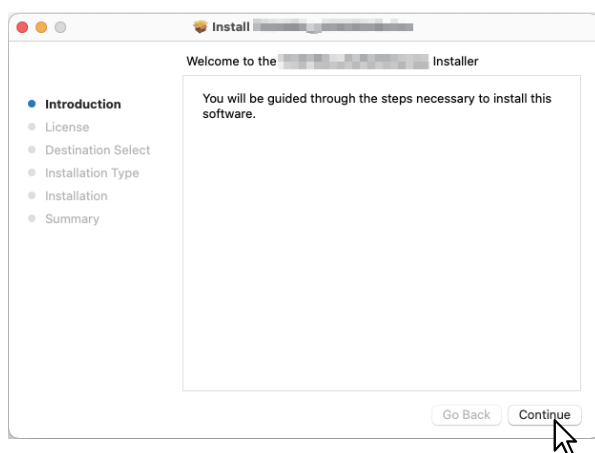 Install
Welcome to the Installer
Introduction
License
Destination Select
Installation Type
Installation
Summary
You will be guided through the steps necessary to install this
software.
Go Back
Continue